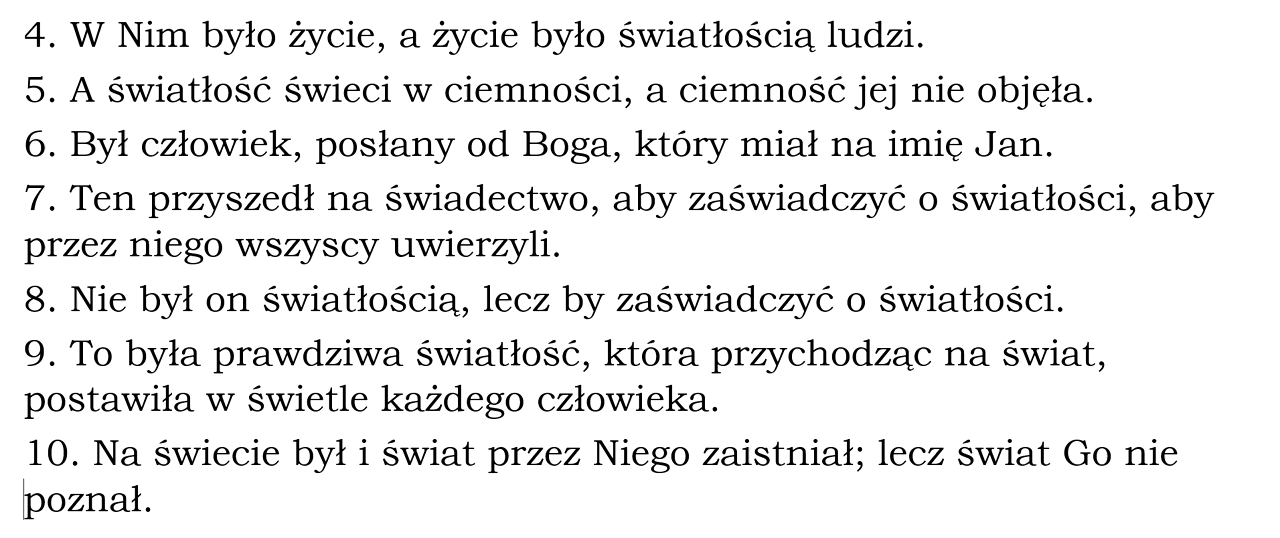 4. W Nim było życie, a życie było światłością ludzi.
5. A światłość świeci w ciemności, a ciemność jej nie objęła.
6. Był człowiek, posłany od Boga, który miał na imię Jan.
7. Ten przyszedł na świadectwo, aby zaświadczyć o światłości, aby
przez niego wszyscy uwierzyli.
8. Nie był on światłością, lecz by zaświadczyć o światłości.
9. To była prawdziwa światłość, która przychodząc na świat,
postawiła w świetle każdego człowieka.
10. Na świecie był i świat przez Niego zaistniał; lecz świat Go nie
poznał.